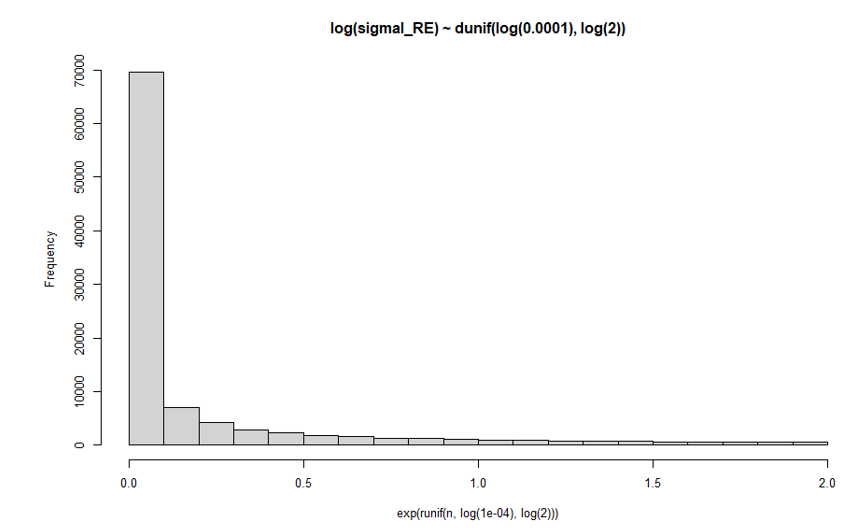 log(sigmal_RE) ~ dunif(log(0.0001), log(2))
70000
60000
50000
40000
30000
20000
10000
0
Frequency
0.0 0.5 1.0 1.5 2.0
exp(runif(n, log(1e-04), log(2)))